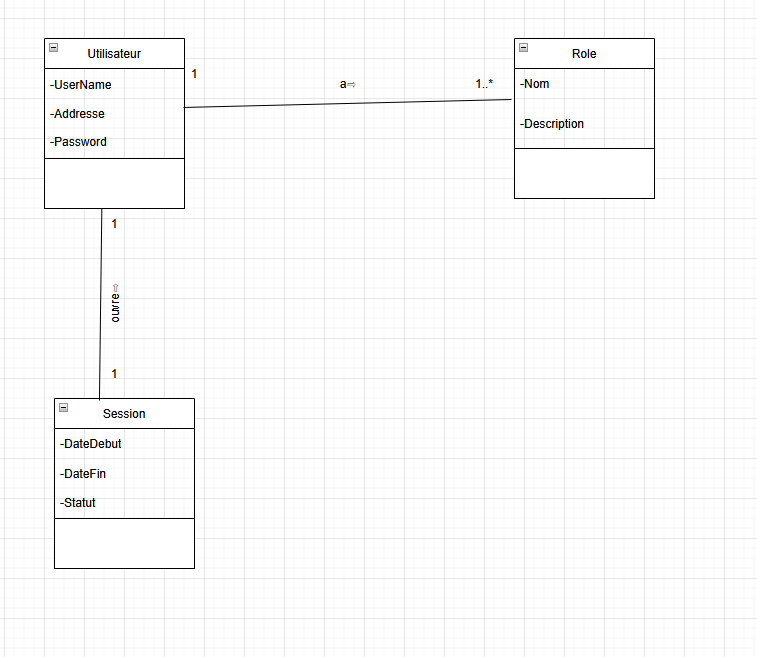 Utilisateur
-UserName
-Addresse
-Password
1
a⇨
1..*
Role
-Nom
-Description
1
ouvre⇨
1
Session
-DateDebut
-DateFin
-Statut